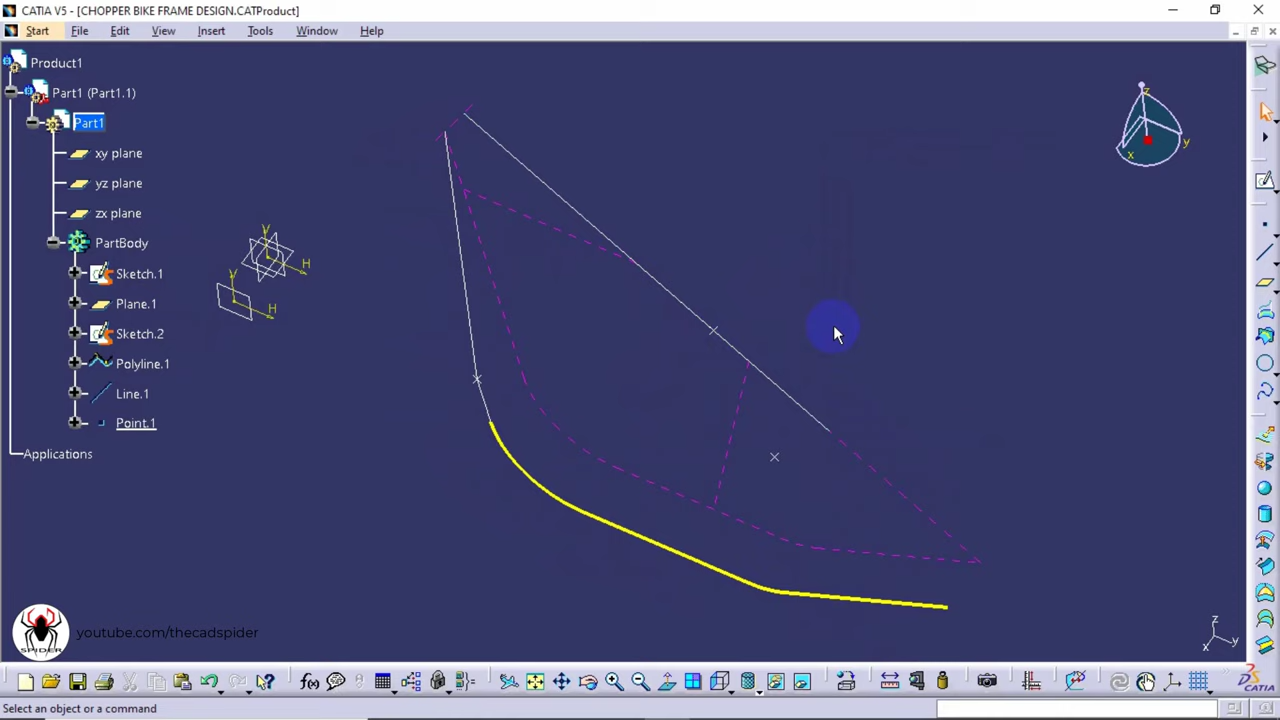 CATIA V5 - [CHOPPER BIKE FRAME DESIGN.CATProduct]
Start File Edit View Insert Tools Window Help
Product1
Part1 (Part1.1)
Part1
xy plane
yz plane
zx plane
PartBody
Sketch.1
Plane.1
Sketch.2
Polyline.1
Line.1
Point.1
Applications
V
H
V
H
z
y
x
SPIDER
youtube.com/thecadspider
z
y
x
f(x)
CATIA
Select an object or a command